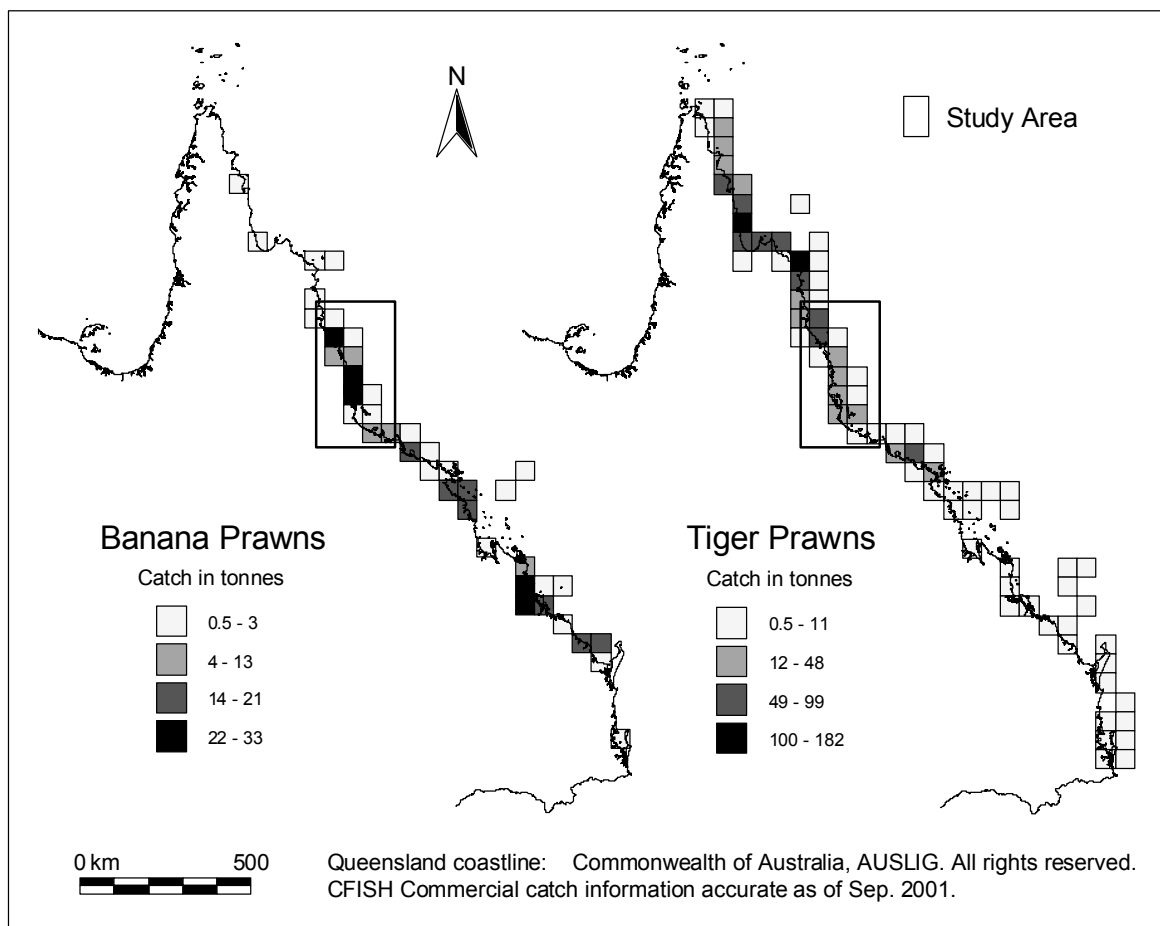 N
Study Area
Banana Prawns
Catch in tonnes
0.5 - 3
4 - 13
14 - 21
22 - 33
Tiger Prawns
Catch in tonnes
0.5 - 11
12 - 48
49 - 99
100 - 182
0 km 500
Queensland coastline: Commonwealth of Australia, AUSLIG. All rights reserved.
CFISH Commercial catch information accurate as of Sep. 2001.